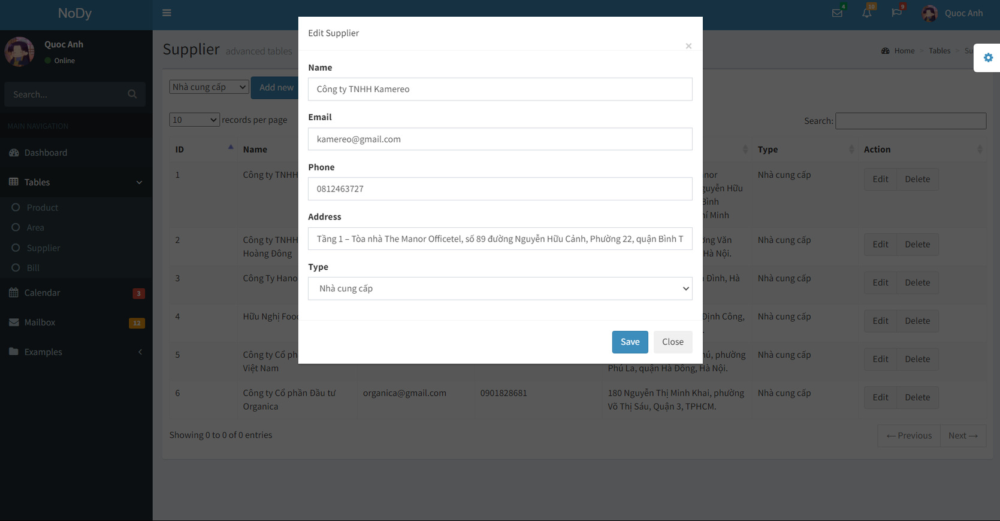 NoDy
4
10
9
Quoc Anh
Quoc Anh
Online
Search...
MAIN NAVIGATION
Dashboard
Tables
Product
Area
Supplier
Bill
Calendar 3
Mailbox 12
Examples
Supplier advanced tables
Home > Tables > Su
Nhà cung cấp
Add new
10 records per page
Search:
ID Name Type Action
1 Công ty TNHH
nor
guyễn Hữu
Bình
Minh
Nhà cung cấp Edit Delete
2 Công ty TNHH
Hoàng Đông
Văn
Hà Nội.
Nhà cung cấp Edit Delete
3 Công Ty Hano
Đình, Hà
Nhà cung cấp Edit Delete
4 Hữu Nghị Food
Định Công,
Nhà cung cấp Edit Delete
5 Công ty Cổ ph
Việt Nam
phường
Phú La, quận Hà Đông, Hà Nội.
Nhà cung cấp Edit Delete
6 Công ty Cổ phần Đầu tư
Organica
organica@gmail.com 0901828681
180 Nguyễn Thị Minh Khai, phường
Võ Thị Sáu, Quận 3, TPHCM.
Nhà cung cấp Edit Delete
Showing 0 to 0 of 0 entries
← Previous Next →
Edit Supplier
×
Name
Công ty TNHH Kamereo
Email
kamereo@gmail.com
Phone
0812463727
Address
Tầng 1 – Tòa nhà The Manor Officetel, số 89 đường Nguyễn Hữu Cảnh, Phường 22, quận Bình T
Type
Nhà cung cấp
Save Close